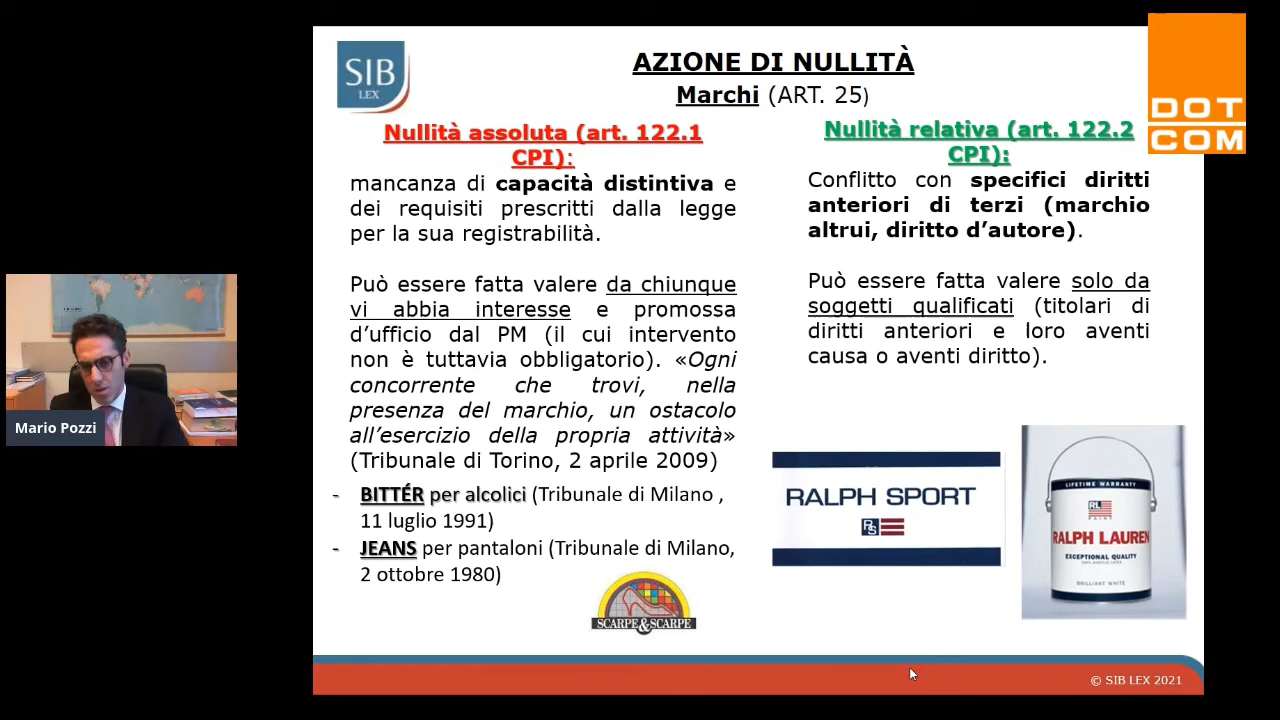 SIB
LEX
AZIONE DI NULLITÀ
Marchi (ART. 25)
DOT
COM
Nullità assoluta (art. 122.1
CPI):
mancanza di capacità distintiva e
dei requisiti prescritti dalla legge
per la sua registrabilità.
Può essere fatta valere da chiunque
vi abbia interesse e promossa
d’ufficio dal PM (il cui intervento
non è tuttavia obbligatorio). «Ogni
concorrente che trovi, nella
presenza del marchio, un ostacolo
all’esercizio della propria attività»
(Tribunale di Torino, 2 aprile 2009)
- BITTÉR per alcolici (Tribunale di Milano ,
11 luglio 1991)
- JEANS per pantaloni (Tribunale di Milano,
2 ottobre 1980)
SCARPE&SCARPE
Nullità relativa (art. 122.2
CPI):
Conflitto con specifici diritti
anteriori di terzi (marchio
altrui, diritto d’autore).
Può essere fatta valere solo da
soggetti qualificati (titolari di
diritti anteriori e loro aventi
causa o aventi diritto).
RALPH SPORT
RS
LIFETIME WARRANTY
RL
PAINT
RALPH LAUREN
EXCEPTIONAL QUALITY
BRILLIANT WHITE
Mario Pozzi
© SIB LEX 2021